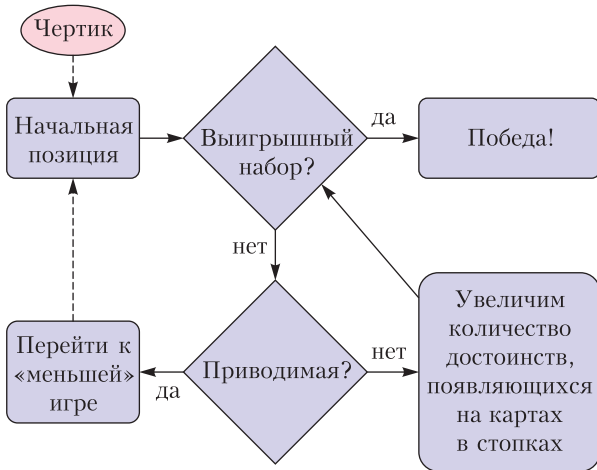 Чертик
Начальная
позиция
Выигрышный
набор?
да
Победа!
нет
Приводимая?
да
Перейти к
«меньшей»
игре
нет
Увеличим
количество
достоинств,
появляющихся
на картах
в стопках